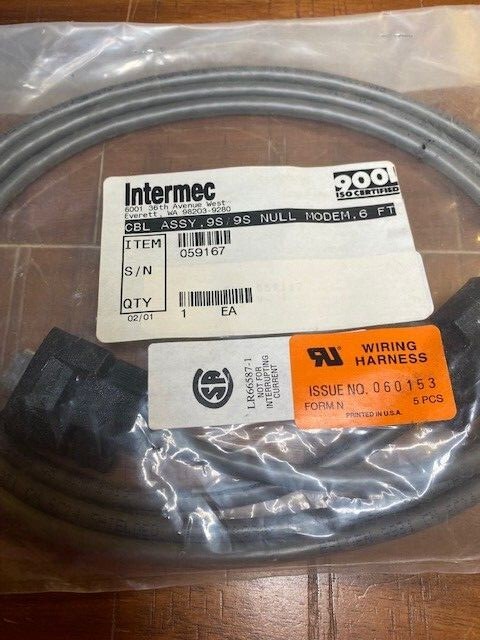 Intermec
6001 36th Avenue West
Everett, WA 98203-9280
9001
ISO CERTIFIED
CBL ASSY,9S/9S NULL MODEM,6 FT
ITEM
059167
S/N
QTY
1 EA
02/01
LR66587-1
NOT FOR
INTERRUPTING
CURRENT
WIRING
HARNESS
ISSUE NO. 060153
FORM N 5 PCS
PRINTED IN U.S.A.